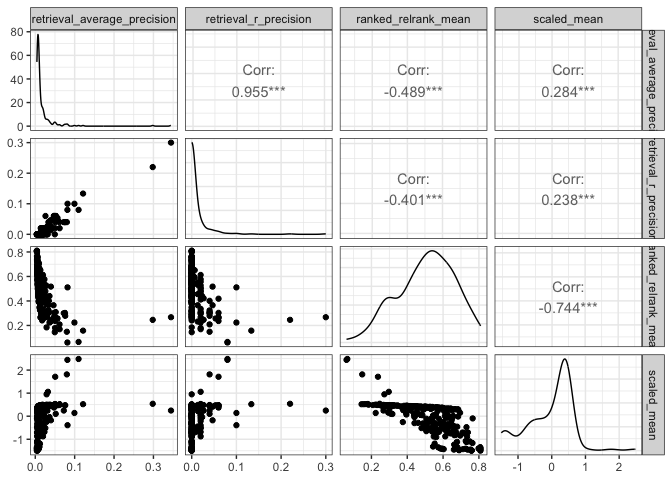 retrieval_average_precision
retrieval_r_precision
ranked_relrank_mean
scaled_mean
80
60
40
20
0
Corr:
0.955***
Corr:
-0.489***
Corr:
0.284***
0.3
0.2
0.1
0.0
Corr:
-0.401***
Corr:
0.238***
0.8
0.6
0.4
0.2
Corr:
-0.744***
scaled_mean
2
1
0
-1
0.0 0.1 0.2 0.3
0.0 0.1 0.2 0.3
0.2 0.4 0.6 0.8
-1 0 1 2